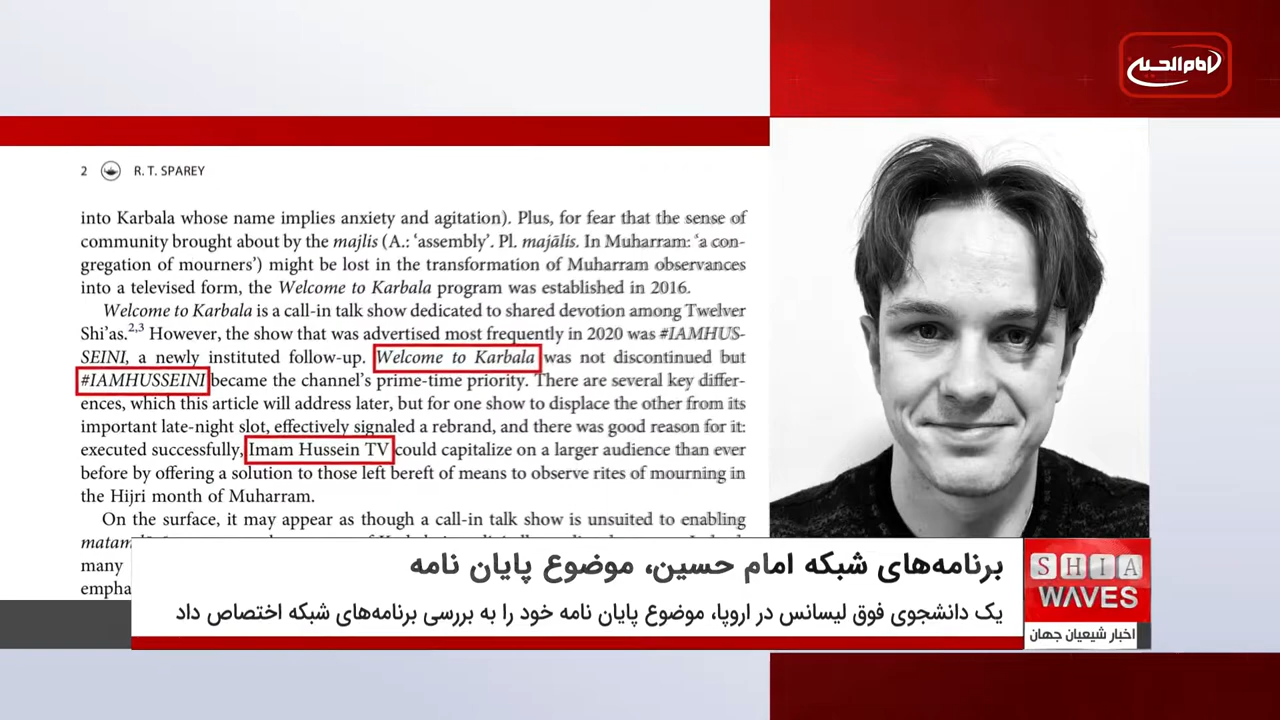 امام الحسین
2 R. T. SPAREY
into Karbala whose name implies anxiety and agitation). Plus, for fear that the sense of
community brought about by the majlis (A.: ‘assembly’. Pl. majālis. In Muharram: ‘a con-
gregation of mourners’) might be lost in the transformation of Muharram observances
into a televised form, the Welcome to Karbala program was established in 2016.
Welcome to Karbala is a call-in talk show dedicated to shared devotion among Twelver
Shi’as.2,3 However, the show that was advertised most frequently in 2020 was #IAMHUS-
SEINI, a newly instituted follow-up. Welcome to Karbala was not discontinued but
#IAMHUSSEINI became the channel’s prime-time priority. There are several key differ-
ences, which this article will address later, but for one show to displace the other from its
important late-night slot, effectively signaled a rebrand, and there was good reason for it:
executed successfully, Imam Hussein TV could capitalize on a larger audience than ever
before by offering a solution to those left bereft of means to observe rites of mourning in
the Hijri month of Muharram.
On the surface, it may appear as though a call-in talk show is unsuited to enabling
matam
many
empha
برنامه‌های شبکه امام حسین، موضوع پایان نامه
یک دانشجوی فوق لیسانس در اروپا، موضوع پایان نامه خود را به بررسی برنامه‌های شبکه اختصاص داد
SHIA
WAVES
اخبار شیعیان جهان